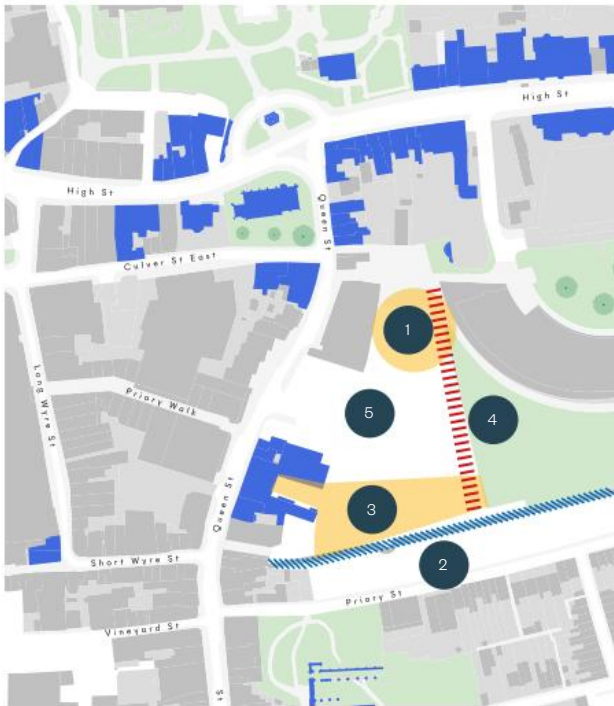 High St
High St
Queen St
Culver St East
1
Long Wyre St
Priory Walk
5
4
Queen St
3
Short Wyre St
2
Priory St
Vineyard St
St